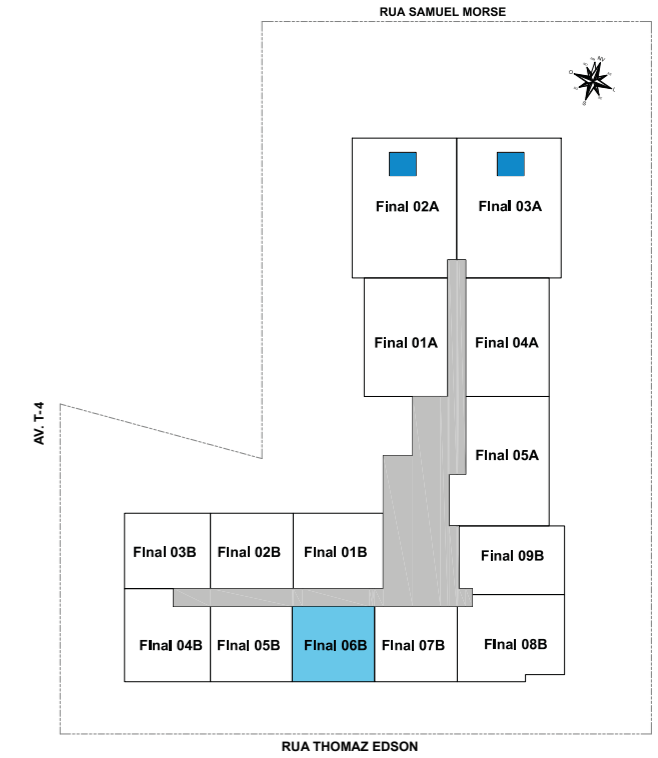 RUA SAMUEL MORSE
Final 02A
Final 03A
Final 01A
Final 04A
AV. T-4
Final 05A
Final 03B
Final 02B
Final 01B
Final 09B
Final 04B
Final 05B
Final 06B
Final 07B
Final 08B
RUA THOMAZ EDSON